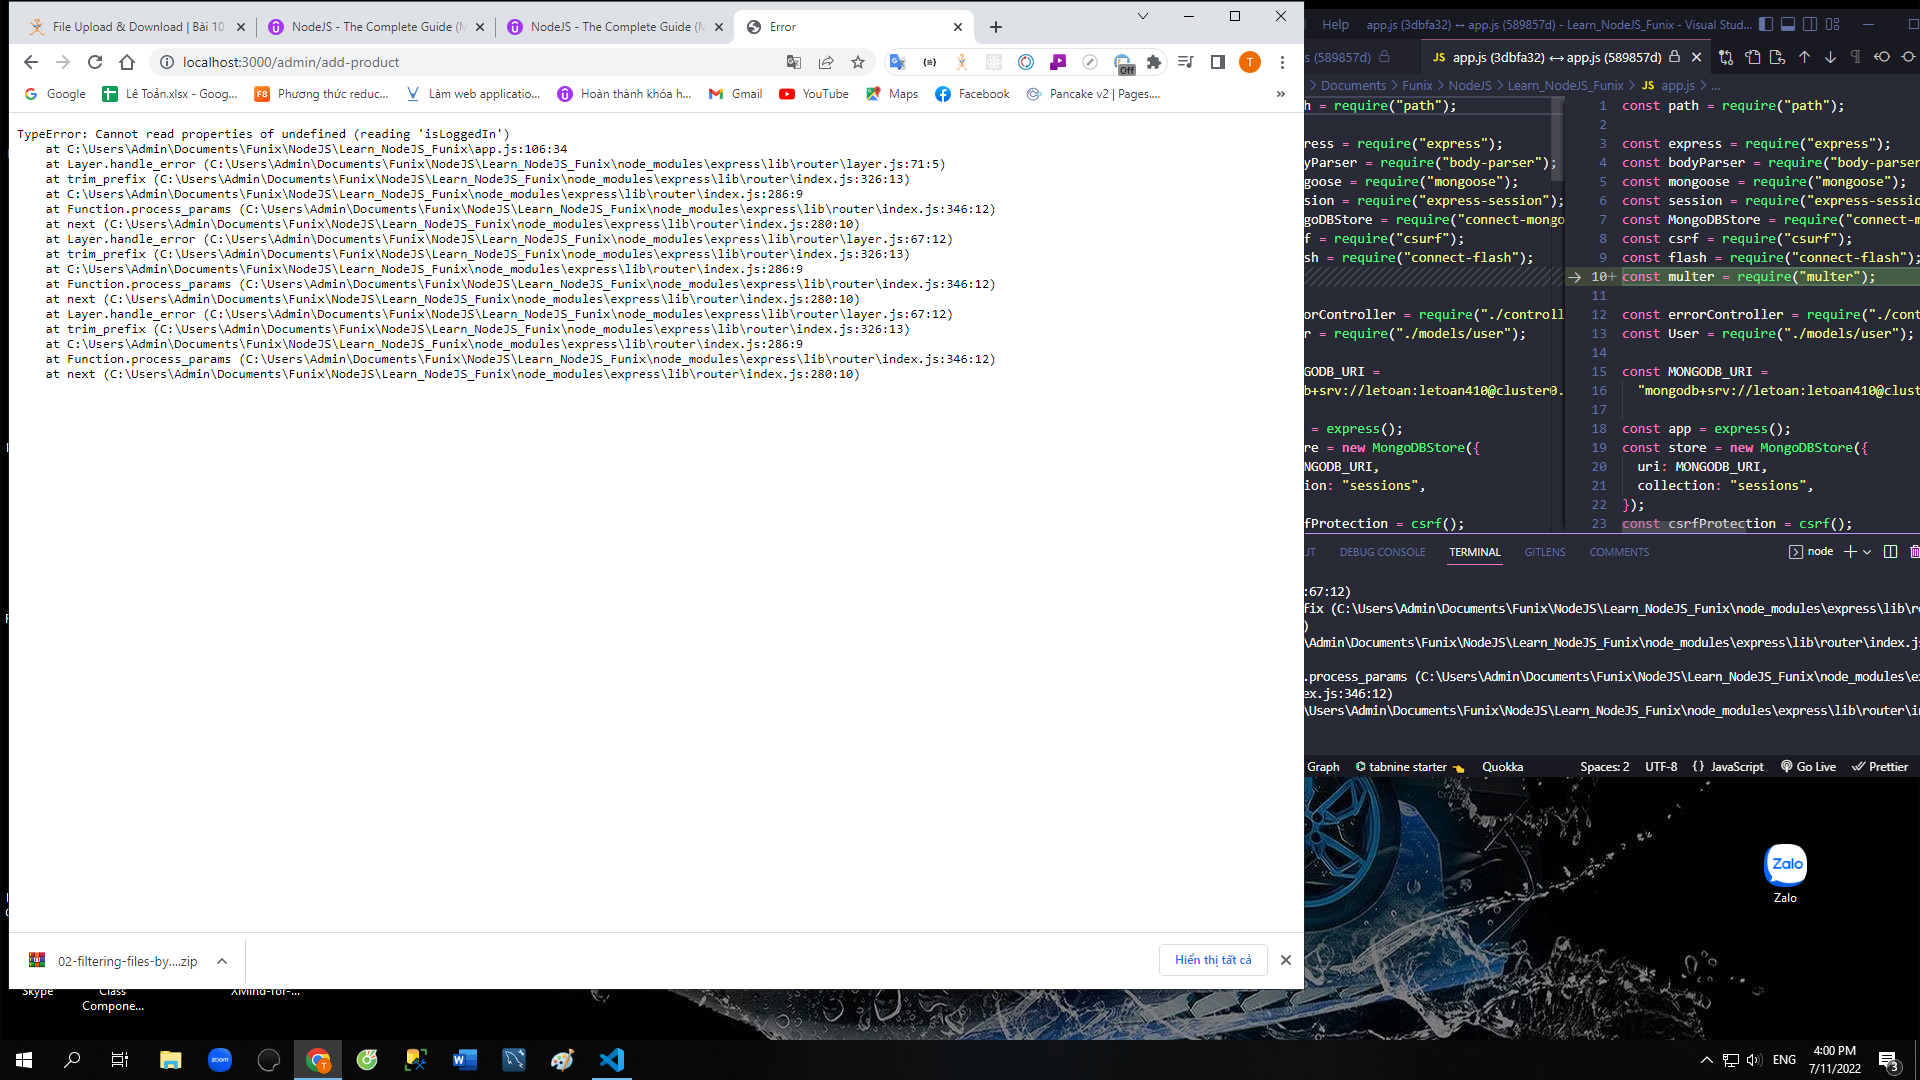 File Upload & Download | Bài 10
NodeJS - The Complete Guide (M
NodeJS - The Complete Guide (M
Error
localhost:3000/admin/add-product
Off
T
Google
Lê Toản.xlsx - Goog...
Phương thức reduc...
Làm web applicatio...
Hoàn thành khóa h...
Gmail
YouTube
Maps
Facebook
Pancake v2 | Pages....
»
TypeError: Cannot read properties of undefined (reading 'isLoggedIn')
at C:\Users\Admin\Documents\Funix\NodeJS\Learn_NodeJS_Funix\app.js:106:34
at Layer.handle_error (C:\Users\Admin\Documents\Funix\NodeJS\Learn_NodeJS_Funix\node_modules\express\lib\router\layer.js:71:5)
at trim_prefix (C:\Users\Admin\Documents\Funix\NodeJS\Learn_NodeJS_Funix\node_modules\express\lib\router\index.js:326:13)
at C:\Users\Admin\Documents\Funix\NodeJS\Learn_NodeJS_Funix\node_modules\express\lib\router\index.js:286:9
at Function.process_params (C:\Users\Admin\Documents\Funix\NodeJS\Learn_NodeJS_Funix\node_modules\express\lib\router\index.js:346:12)
at next (C:\Users\Admin\Documents\Funix\NodeJS\Learn_NodeJS_Funix\node_modules\express\lib\router\index.js:280:10)
at Layer.handle_error (C:\Users\Admin\Documents\Funix\NodeJS\Learn_NodeJS_Funix\node_modules\express\lib\router\layer.js:67:12)
at trim_prefix (C:\Users\Admin\Documents\Funix\NodeJS\Learn_NodeJS_Funix\node_modules\express\lib\router\index.js:326:13)
at C:\Users\Admin\Documents\Funix\NodeJS\Learn_NodeJS_Funix\node_modules\express\lib\router\index.js:286:9
at Function.process_params (C:\Users\Admin\Documents\Funix\NodeJS\Learn_NodeJS_Funix\node_modules\express\lib\router\index.js:346:12)
at next (C:\Users\Admin\Documents\Funix\NodeJS\Learn_NodeJS_Funix\node_modules\express\lib\router\index.js:280:10)
at Layer.handle_error (C:\Users\Admin\Documents\Funix\NodeJS\Learn_NodeJS_Funix\node_modules\express\lib\router\layer.js:67:12)
at trim_prefix (C:\Users\Admin\Documents\Funix\NodeJS\Learn_NodeJS_Funix\node_modules\express\lib\router\index.js:326:13)
at C:\Users\Admin\Documents\Funix\NodeJS\Learn_NodeJS_Funix\node_modules\express\lib\router\index.js:286:9
at Function.process_params (C:\Users\Admin\Documents\Funix\NodeJS\Learn_NodeJS_Funix\node_modules\express\lib\router\index.js:346:12)
at next (C:\Users\Admin\Documents\Funix\NodeJS\Learn_NodeJS_Funix\node_modules\express\lib\router\index.js:280:10)
02-filtering-files-by....zip
Hiển thị tất cả
Help app.js (3dbfa32) ↔ app.js (589857d) - Learn_NodeJS_Funix - Visual Stud...
s (589857d)
JS app.js (3dbfa32) ↔ app.js (589857d)
> Documents > Funix > NodeJS > Learn_NodeJS_Funix > JS app.js > ...
h = require("path");
ress = require("express");
yParser = require("body-parser");
goose = require("mongoose");
sion = require("express-session");
goDBStore = require("connect-mongo
f = require("csurf");
sh = require("connect-flash");
orController = require("./controll
r = require("./models/user");
GODB_URI =
b+srv://letoan:letoan410@cluster0.
= express();
re = new MongoDBStore({
NGODB_URI,
ion: "sessions",
fProtection = csrf();
1 const path = require("path");
2
3 const express = require("express");
4 const bodyParser = require("body-parser
5 const mongoose = require("mongoose");
6 const session = require("express-sessio
7 const MongoDBStore = require("connect-m
8 const csrf = require("csurf");
9 const flash = require("connect-flash");
10+ const multer = require("multer");
11
12 const errorController = require("./cont
13 const User = require("./models/user");
14
15 const MONGODB_URI =
16 "mongodb+srv://letoan:letoan410@clust
17
18 const app = express();
19 const store = new MongoDBStore({
20 uri: MONGODB_URI,
21 collection: "sessions",
22 });
23 const csrfProtection = csrf();
UT DEBUG CONSOLE TERMINAL GITLENS COMMENTS
node
:67:12)
fix (C:\Users\Admin\Documents\Funix\NodeJS\Learn_NodeJS_Funix\node_modules\express\lib\ro
)
\Admin\Documents\Funix\NodeJS\Learn_NodeJS_Funix\node_modules\express\lib\router\index.js
.process_params (C:\Users\Admin\Documents\Funix\NodeJS\Learn_NodeJS_Funix\node_modules\ex
ex.js:346:12)
\Users\Admin\Documents\Funix\NodeJS\Learn_NodeJS_Funix\node_modules\express\lib\router\in
Graph tabnine starter Quokka Spaces: 2 UTF-8 {} JavaScript Go Live Prettier
Zalo
Zalo
Skype
Class
Compone...
XMind-for-...
zoom
T
W
ENG
4:00 PM
7/11/2022
3